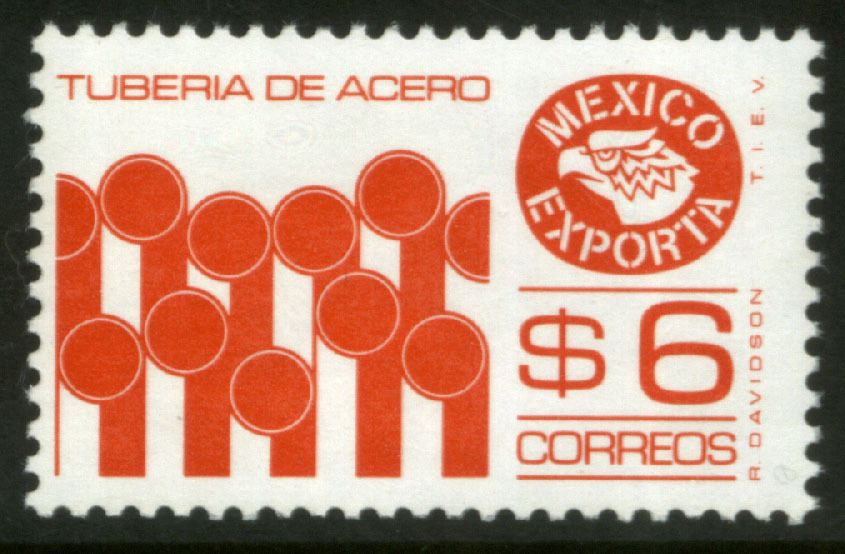 TUBERIA DE ACERO
MEXICO
EXPORTA
T. I. E. V.
$6
CORREOS
R. DAVIDSON